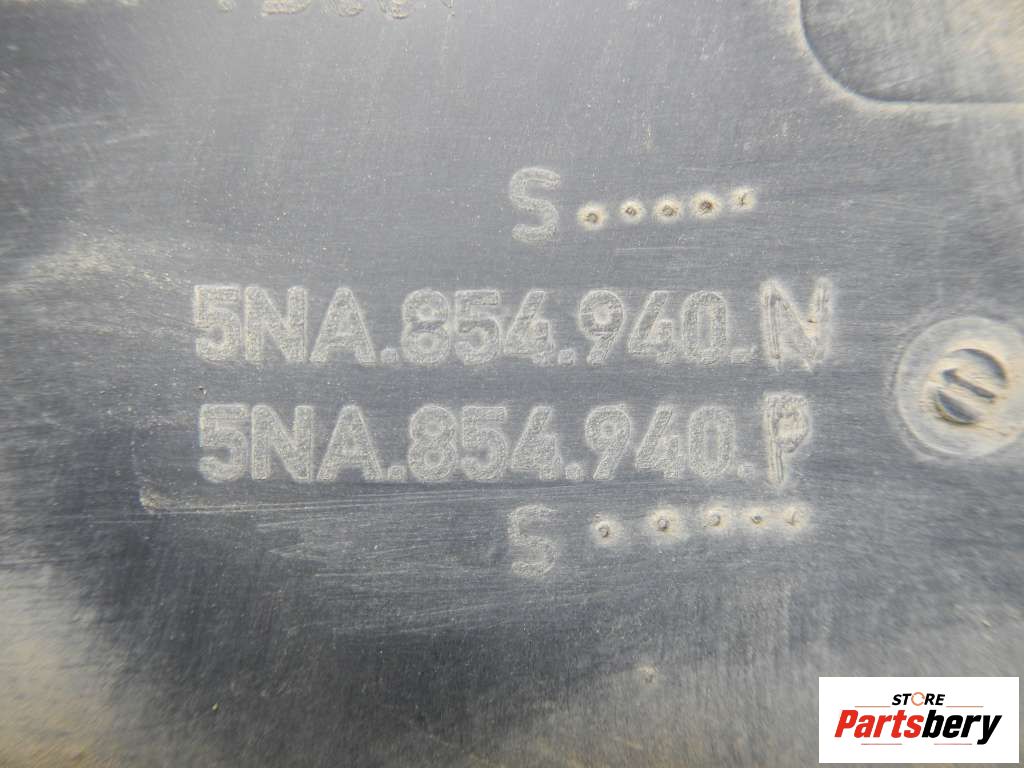 S.....
5NA.854.940.N
5NA.854.940.P
S.....
STORE
Partsbery